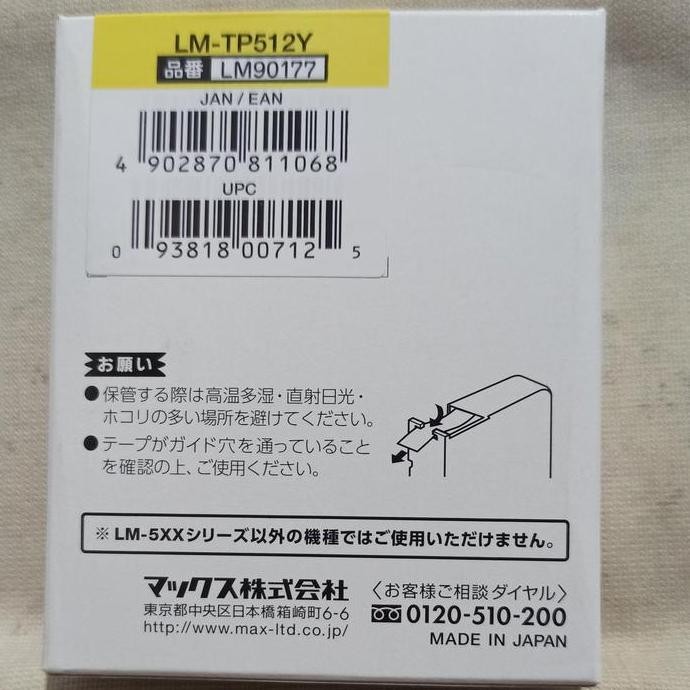 LM-TP512Y
品番 LM90177
JAN / EAN
4 902870 811068
UPC
0 93818 00712 5
お願い
●保管する際は高温多湿・直射日光・
ホコリの多い場所を避けてください。
●テープがガイド穴を通っていること
を確認の上、ご使用ください。
※ LM-5XXシリーズ以外の機種ではご使用いただけません。
マックス株式会社
東京都中央区日本橋箱崎町6-6
http://www.max-ltd.co.jp/
〈お客様ご相談ダイヤル〉
0120-510-200
MADE IN JAPAN